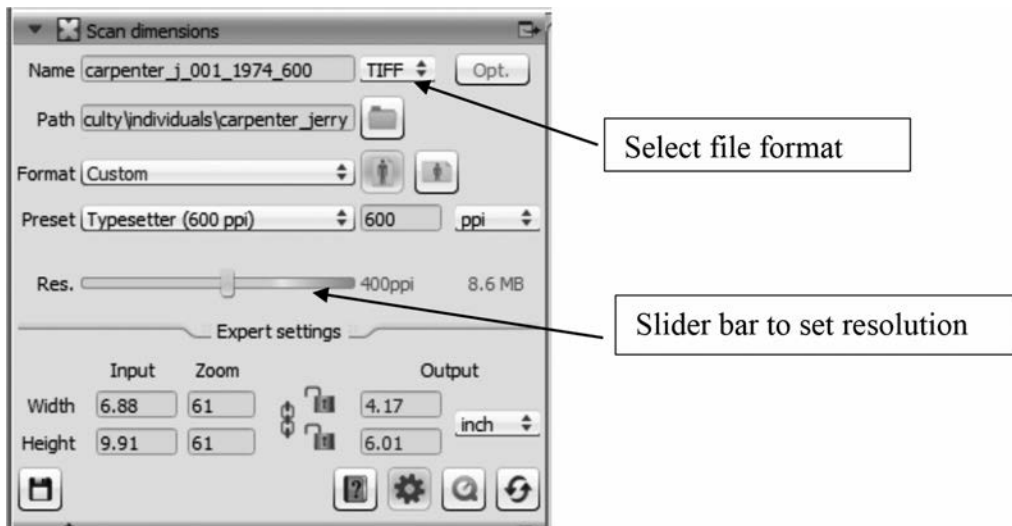 Scan dimensions
Name carpenter_j_001_1974_600 TIFF Opt.
Path culty\individuals\carpenter_jerry
Select file format
Format Custom
Preset Typesetter (600 ppi) 600 ppi
Res. 400ppi 8.6 MB
Slider bar to set resolution
Expert settings
Input Zoom Output
Width 6.88 61 4.17
inch
Height 9.91 61 6.01
?